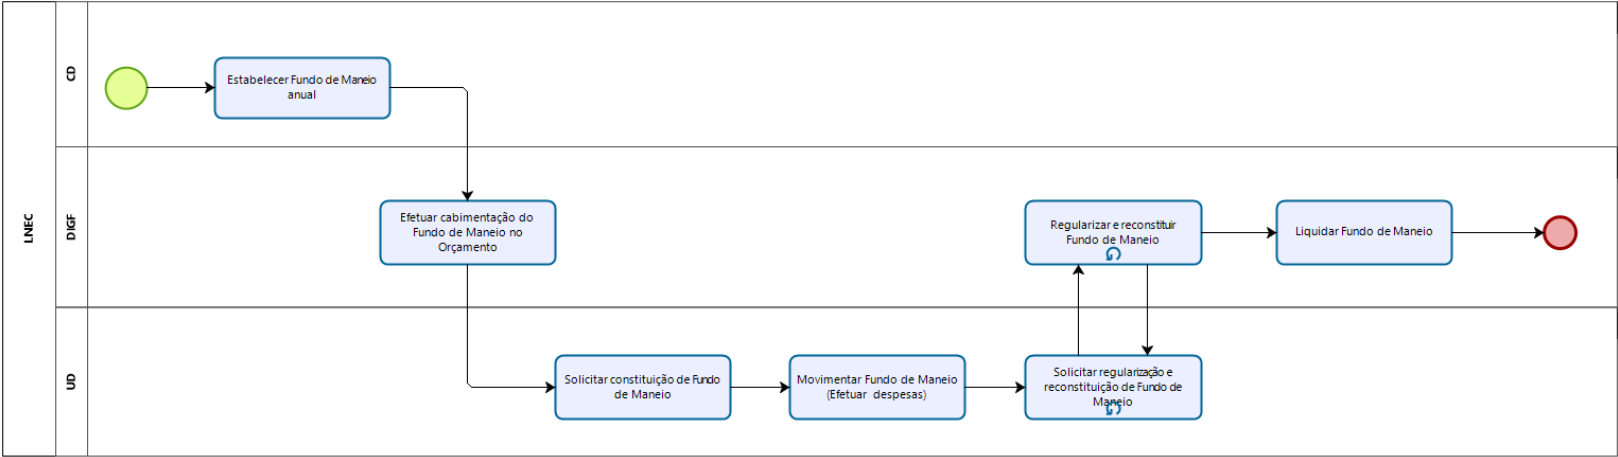 LNEC
CD
Estabelecer Fundo de Maneio
anual
DIGF
Efetuar cabimentação do
Fundo de Maneio no
Orçamento
Regularizar e reconstituir
Fundo de Maneio
Liquidar Fundo de Maneio
UD
Solicitar constituição de Fundo
de Maneio
Movimentar Fundo de Maneio
(Efetuar despesas)
Solicitar regularização e
reconstituição de Fundo de
Maneio